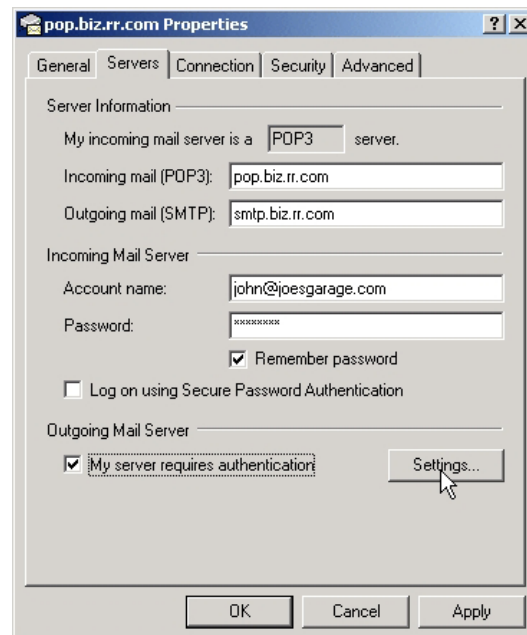 pop.biz.rr.com Properties
General Servers Connection Security Advanced
Server Information
My incoming mail server is a POP3 server.
Incoming mail (POP3): pop.biz.rr.com
Outgoing mail (SMTP): smtp.biz.rr.com
Incoming Mail Server
Account name: john@joesgarage.com
Password: ********
Remember password
Log on using Secure Password Authentication
Outgoing Mail Server
My server requires authentication Settings...
OK Cancel Apply